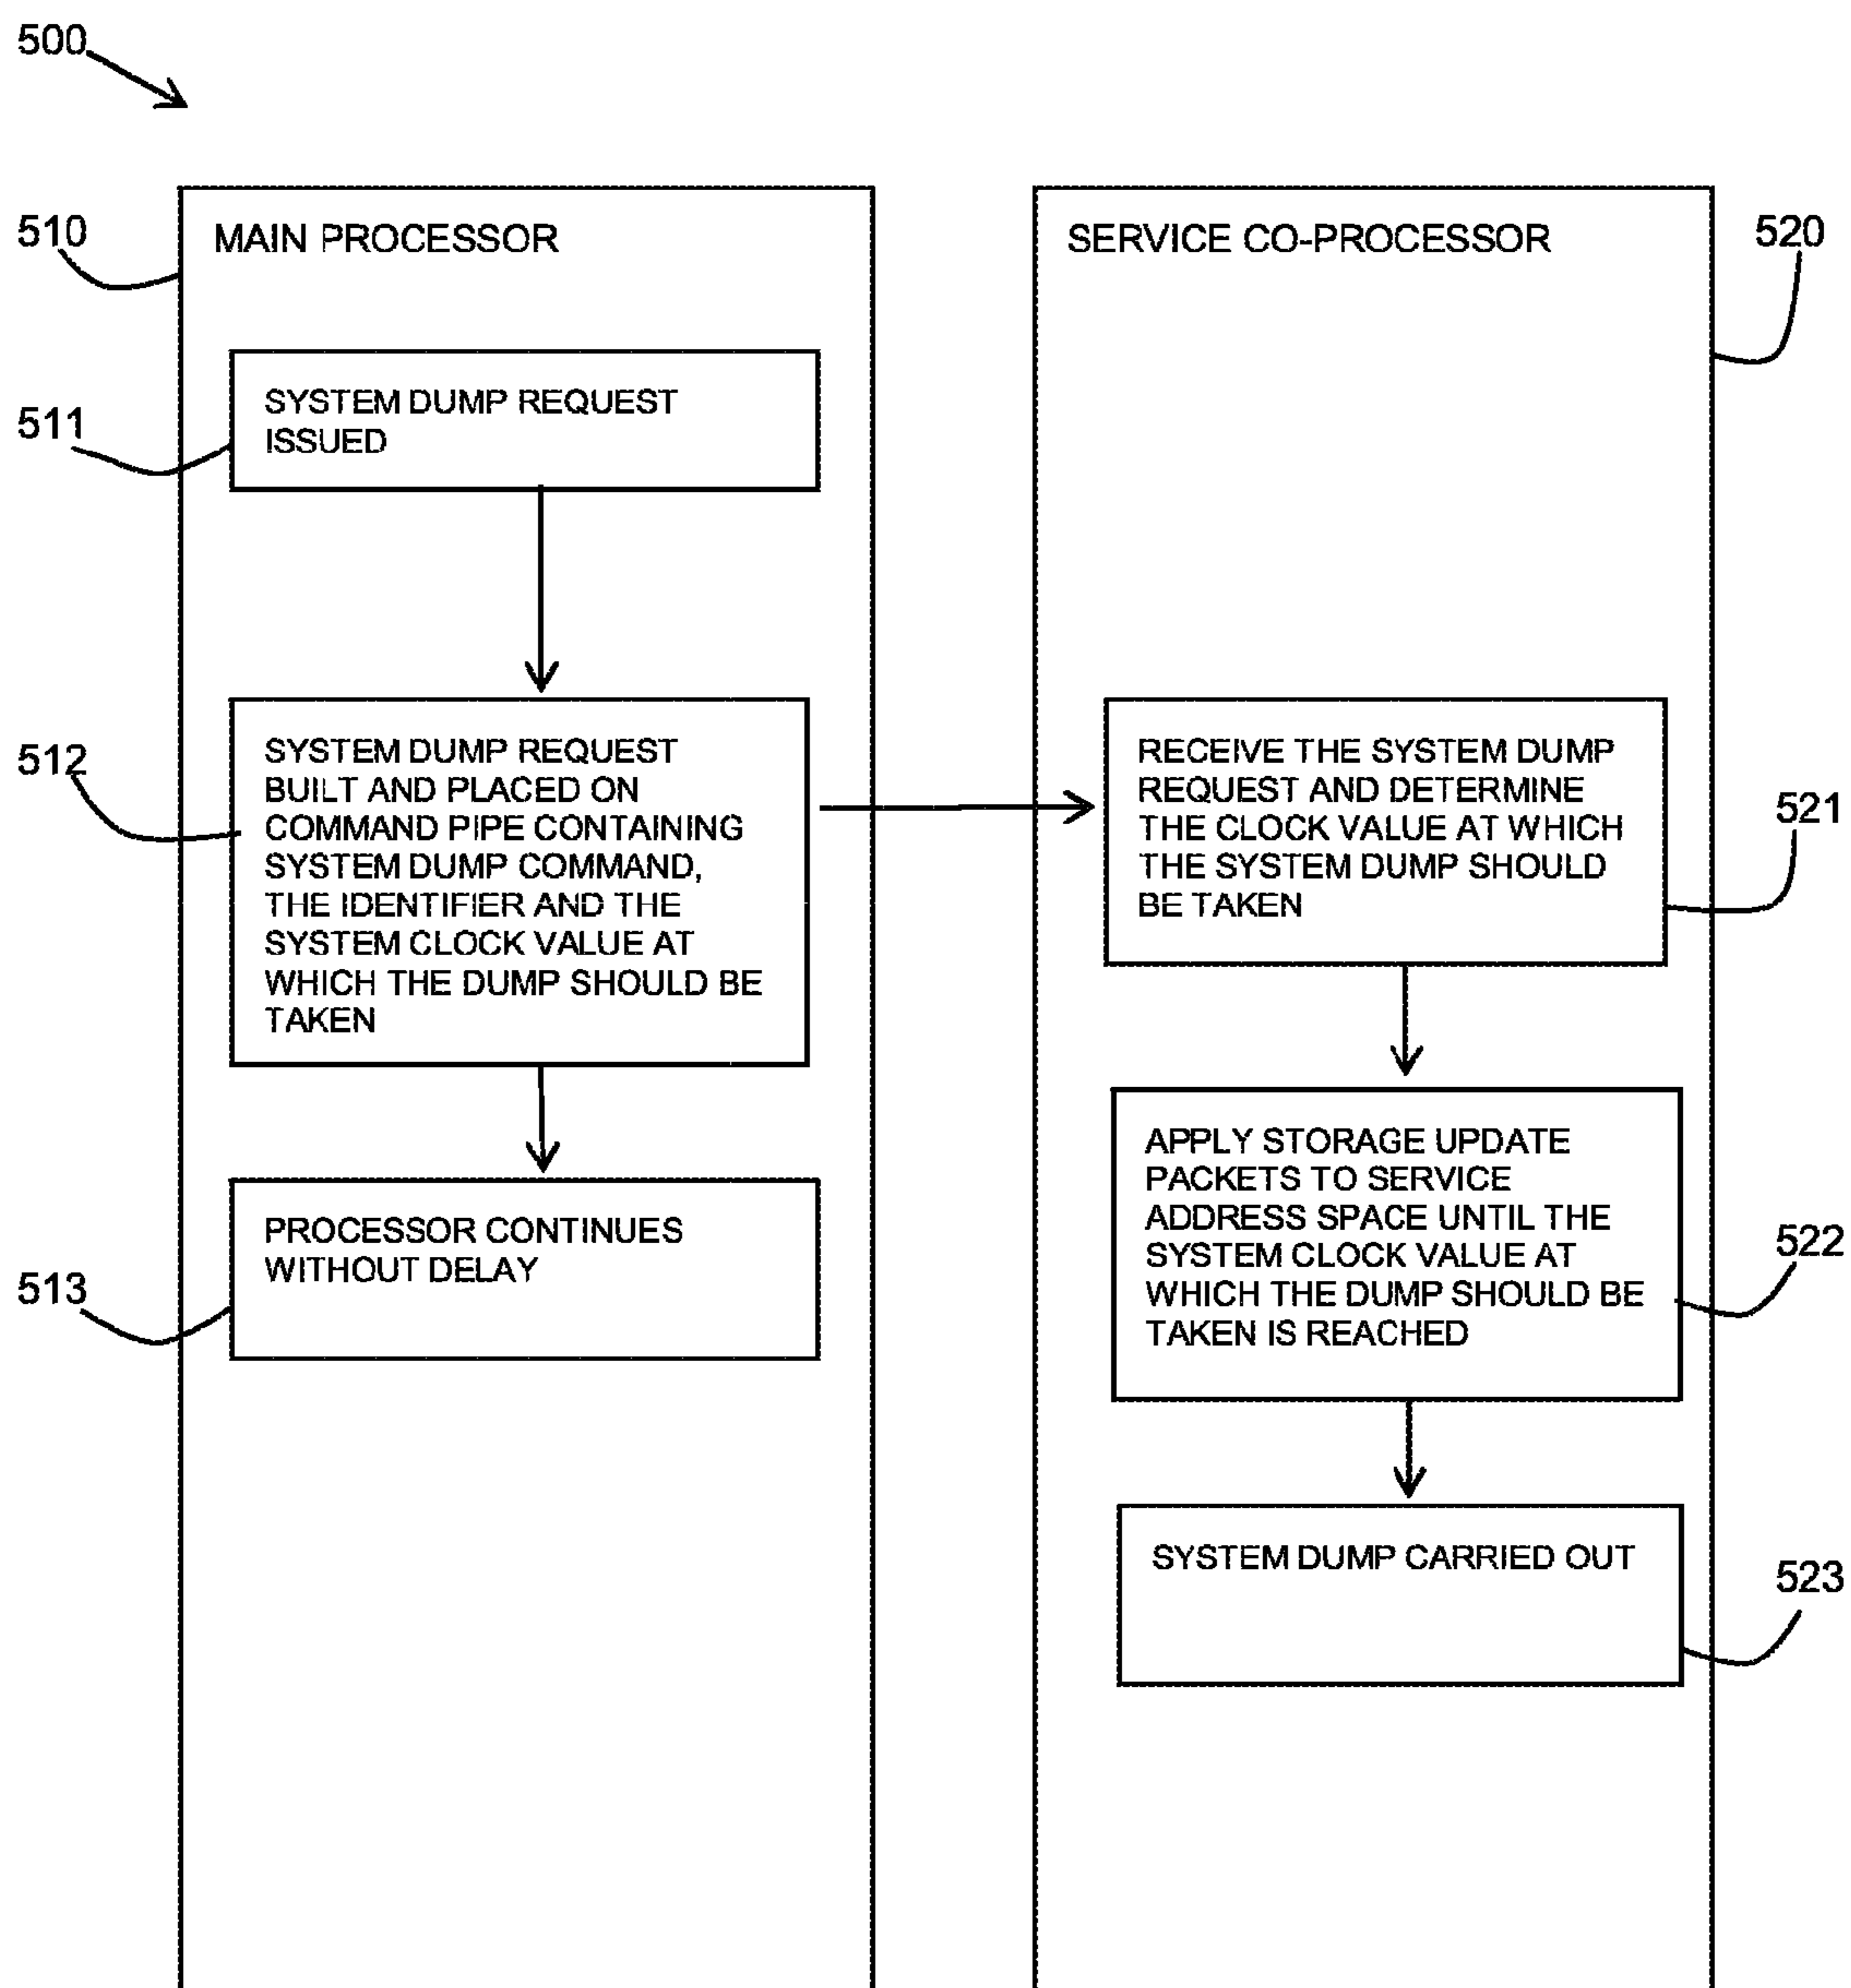 500
510
MAIN PROCESSOR
511
SYSTEM DUMP REQUEST
ISSUED
512
SYSTEM DUMP REQUEST
BUILT AND PLACED ON
COMMAND PIPE CONTAINING
SYSTEM DUMP COMMAND,
THE IDENTIFIER AND THE
SYSTEM CLOCK VALUE AT
WHICH THE DUMP SHOULD BE
TAKEN
513
PROCESSOR CONTINUES
WITHOUT DELAY
SERVICE CO-PROCESSOR
520
RECEIVE THE SYSTEM DUMP
REQUEST AND DETERMINE
THE CLOCK VALUE AT WHICH
THE SYSTEM DUMP SHOULD
BE TAKEN
521
APPLY STORAGE UPDATE
PACKETS TO SERVICE
ADDRESS SPACE UNTIL THE
SYSTEM CLOCK VALUE AT
WHICH THE DUMP SHOULD BE
TAKEN IS REACHED
522
SYSTEM DUMP CARRIED OUT
523